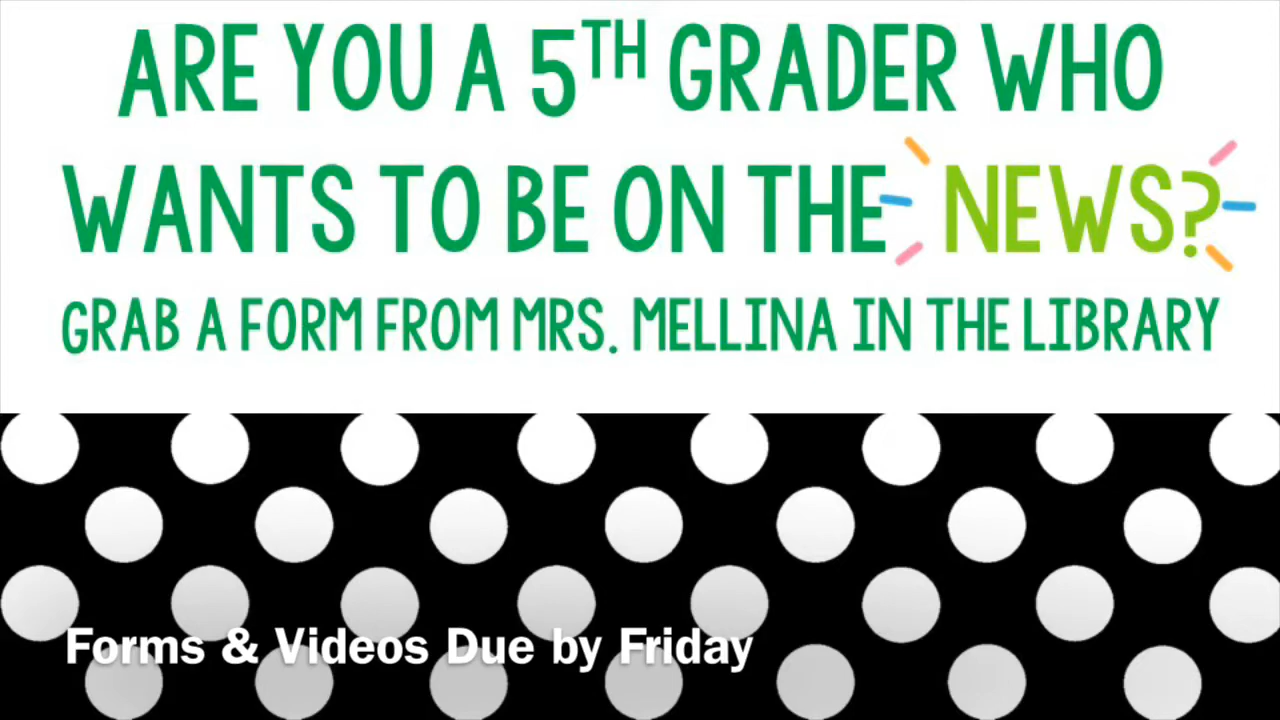 ARE YOU A 5TH GRADER WHO
WANTS TO BE ON THE NEWS?
GRAB A FORM FROM MRS. MELLINA IN THE LIBRARY
Forms & Videos Due by Friday